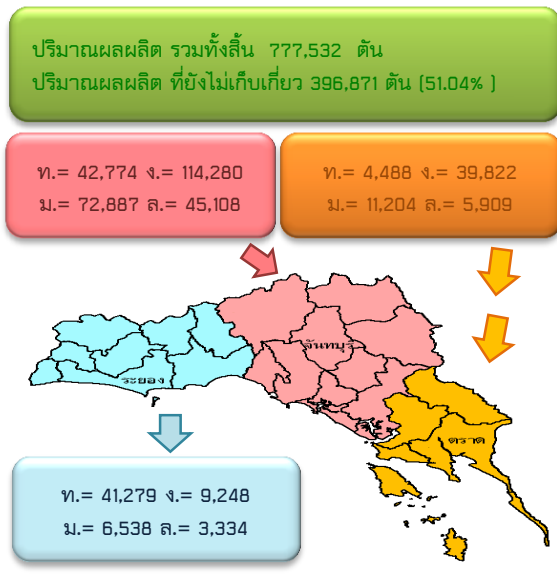 ปริมาณผลผลิต รวมทั้งสิ้น 777,532 ตัน
ปริมาณผลผลิต ที่ยังไม่เก็บเกี่ยว 396,871 ตัน (51.04% )
ท.= 42,774 ง.= 114,280
ม.= 72,887 ล.= 45,108
ท.= 4,488 ง.= 39,822
ม.= 11,204 ล.= 5,909
จันทบุรี
ระยอง
ตราด
ท.= 41,279 ง.= 9,248
ม.= 6,538 ล.= 3,334